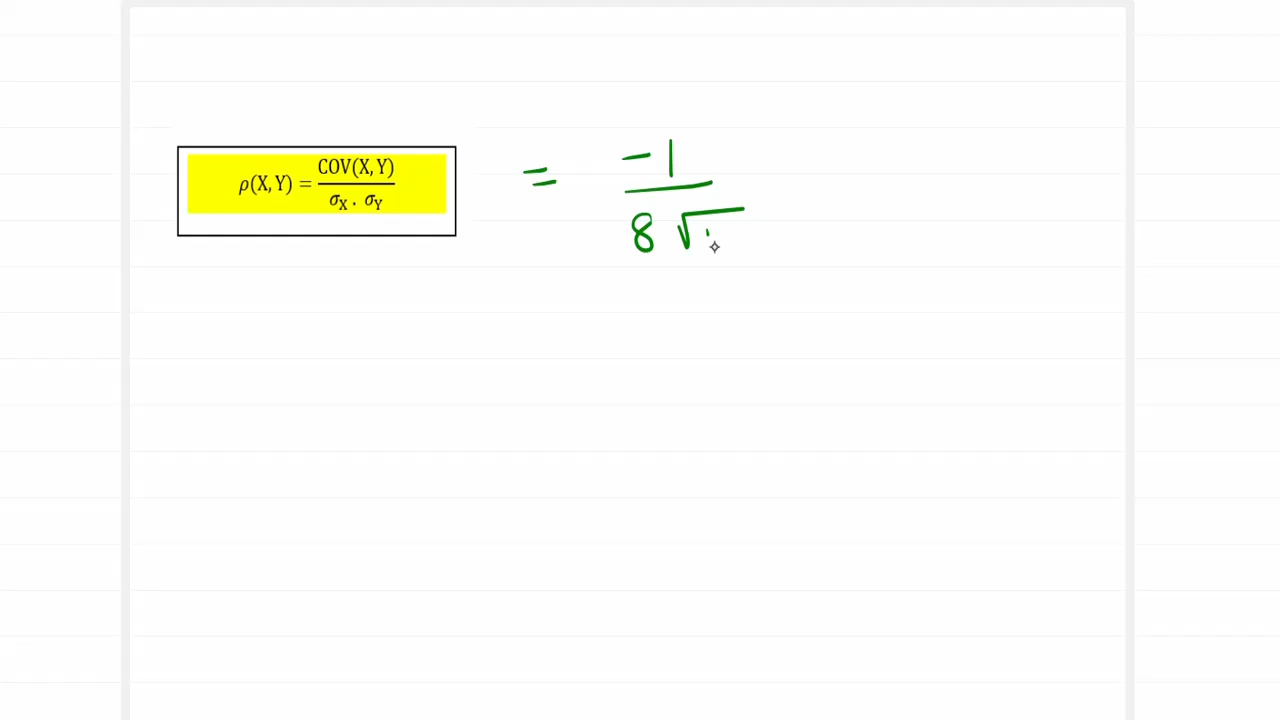 ρ(X, Y) = COV(X, Y) / σX . σY = -1 / 8 √